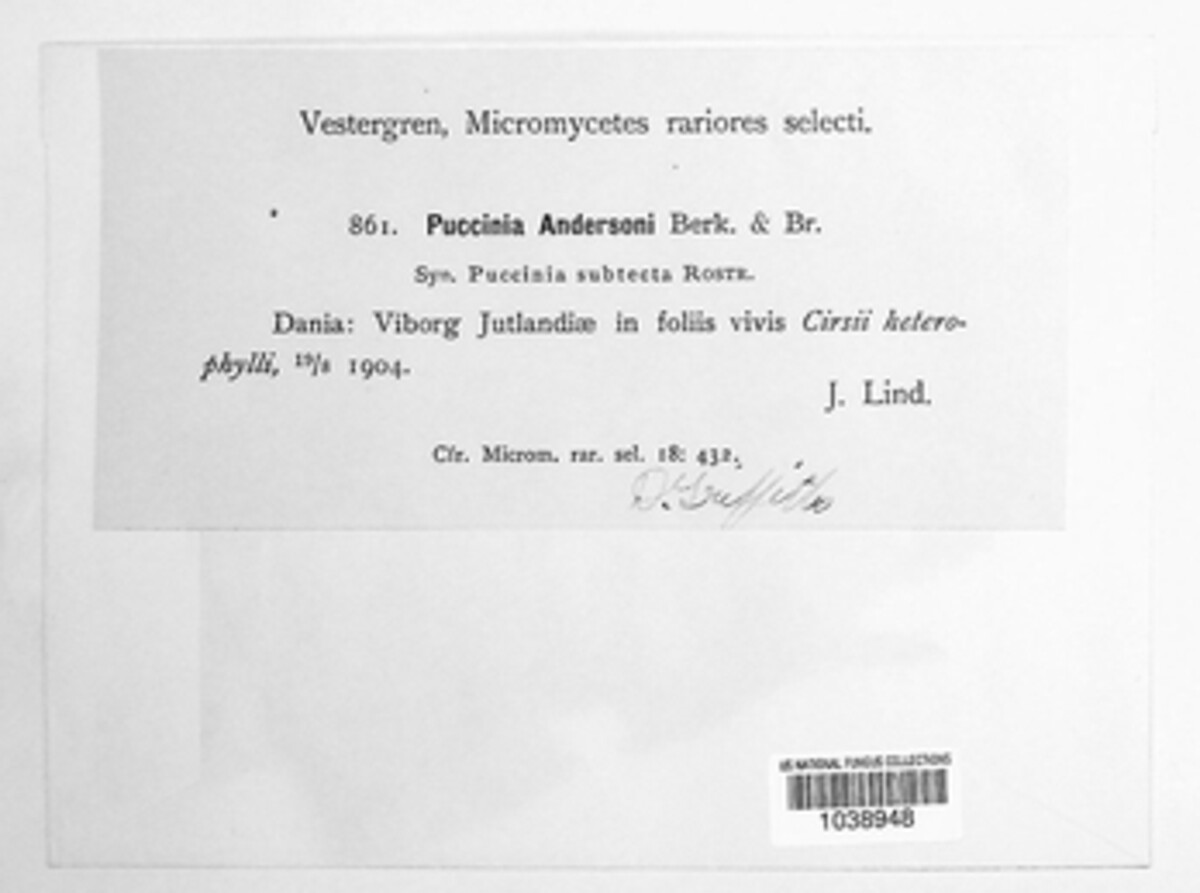 Vestergren, Micromycetes rariores selecti.
861. Puccinia Andersoni Berk. & Br.
Syn. Puccinia subtecta ROSTR.
Dania: Viborg Jutlandiæ in foliis vivis Cirsii hetero-
phylli, 19/8 1904.
J. Lind.
Cfr. Microm. rar. sel. 18: 432.
D. Griffiths
US NATIONAL FUNGUS COLLECTIONS
1038948